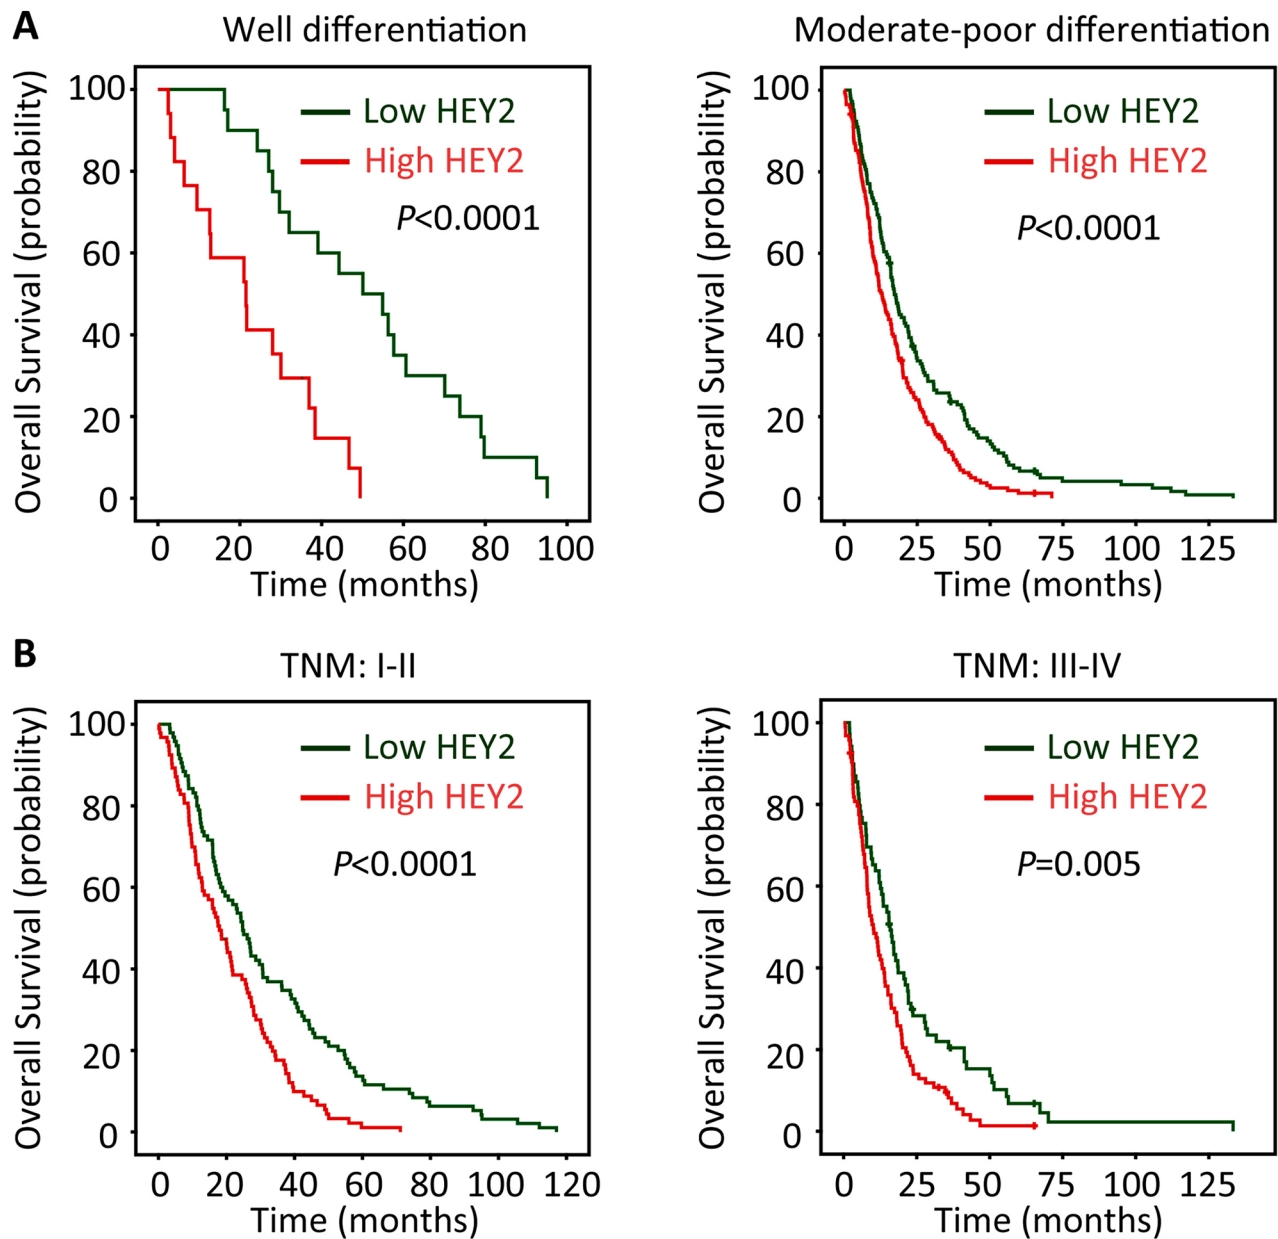 A
Well differentiation
Overall Survival (probability)
100
80
60
40
20
0
Low HEY2
High HEY2
P<0.0001
0 20 40 60 80 100
Time (months)
Moderate-poor differentiation
Overall Survival (probability)
100
80
60
40
20
0
Low HEY2
High HEY2
P<0.0001
0 25 50 75 100 125
Time (months)
B
TNM: I-II
Overall Survival (probability)
100
80
60
40
20
0
Low HEY2
High HEY2
P<0.0001
0 20 40 60 80 100 120
Time (months)
TNM: III-IV
Overall Survival (probability)
100
80
60
40
20
0
Low HEY2
High HEY2
P=0.005
0 25 50 75 100 125
Time (months)